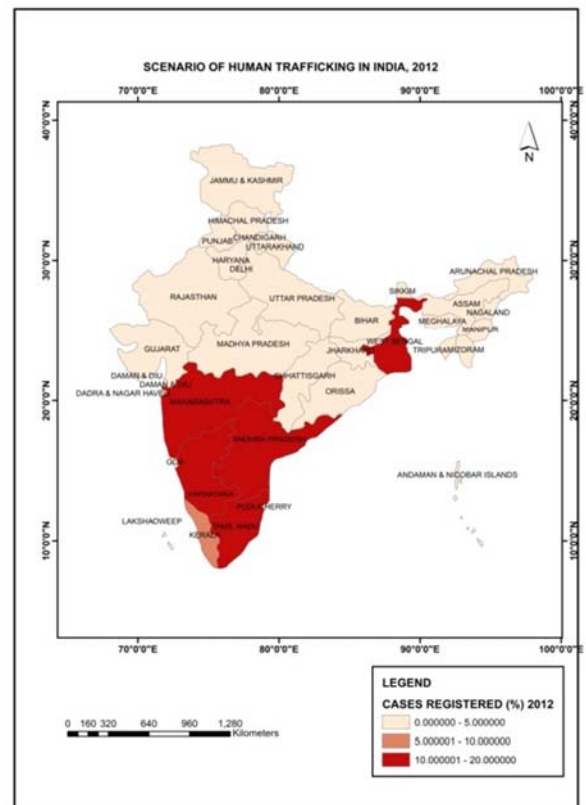 SCENARIO OF HUMAN TRAFFICKING IN INDIA, 2012
70°0'0"E 80°0'0"E 90°0'0"E 100°0'0"E
40°0'0"N
40°0'0"N
N
JAMMU & KASHMIR
HIMACHAL PRADESH
PUNJAB
CHANDIGARH
UTTARAKHAND
30°0'0"N
30°0'0"N
HARYANA
DELHI
ARUNACHAL PRADESH
SIKKIM
RAJASTHAN
UTTAR PRADESH
ASSAM
NAGALAND
BIHAR
MEGHALAYA
MANIPUR
GUJARAT
MADHYA PRADESH
JHARKHAND
WEST BENGAL
TRIPURA
MIZORAM
CHHATTISGARH
DAMAN & DIU
DAMAN & DIU
ORISSA
DADRA & NAGAR HAVELI
20°0'0"N
20°0'0"N
MAHARASTRA
ANDHRA PRADESH
GOA
ANDAMAN & NICOBAR ISLANDS
KARNATAKA
PUDUCHERRY
LAKSHADWEEP
TAMIL NADU
KERALA
10°0'0"N
10°0'0"N
70°0'0"E 80°0'0"E 90°0'0"E 100°0'0"E
LEGEND
CASES REGISTERED (%) 2012
0.000000 - 5.000000
5.000001 - 10.000000
10.000001 - 20.000000
0 160 320 640 960 1,280
Kilometers